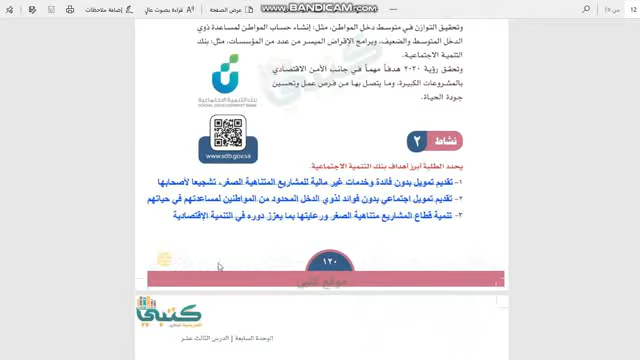 WWW.BANDICAM.COM
إضافة ملاحظات
قراءة بصوت عالٍ
عرض الصفحة
12
وتحقيق التوازن في متوسط دخل المواطن، مثل: إنشاء حساب المواطن لمساعدة ذوي
الدخل المتوسط والضعيف، وبرامج الإقراض الميسر من عدد من المؤسسات، مثل: بنك
التنمية الاجتماعية.
وتحقق رؤية ٢٠٣٠ هدفاً مهماً في جانب الأمن الاقتصادي
بالمشروعات الكبيرة، وما يتصل بها من فرص عمل وتحسين
جودة الحياة.
بنك التنمية الاجتماعية
SOCIAL DEVELOPMENT BANK
www.sdb.gov.sa
نشاط ٢
يحدد الطلبة أبرز أهداف بنك التنمية الاجتماعية.
١- تقديم تمويل بدون فائدة وخدمات غير مالية للمشاريع المتناهية الصغر، تشجيعا لأصحابها
٢- تقديم تمويل اجتماعي بدون فوائد لذوي الدخل المحدود من المواطنين لمساعدتهم في حياتهم
٣- تنمية قطاع المشاريع متناهية الصغر ورعايتها بما يعزز دوره في التنمية الإقتصادية
١٢٠
موقع كتبي
كتبي
الوحدة السابعة | الدرس الثالث عشر